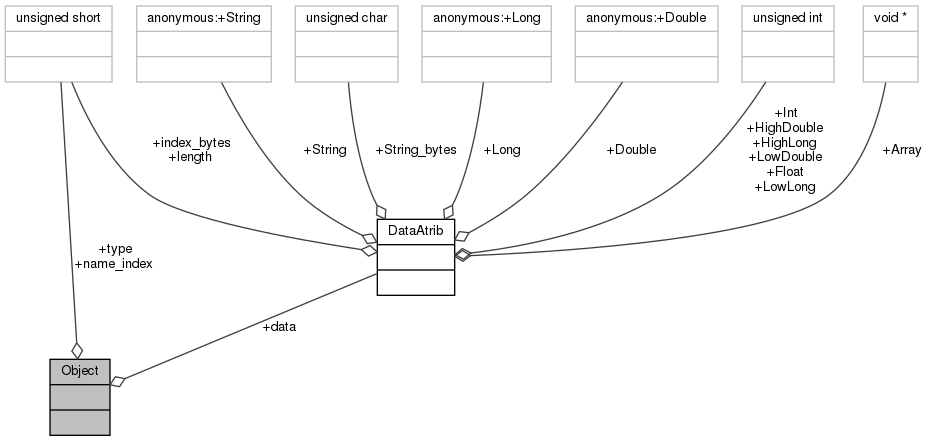 unsigned short
anonymous:+String
unsigned char
anonymous:+Long
anonymous:+Double
unsigned int
void *
+index_bytes
+length
+String
+String_bytes
+Long
+Double
+Int
+HighDouble
+HighLong
+LowDouble
+Float
+LowLong
+Array
DataAtrib
+type
+name_index
+data
Object